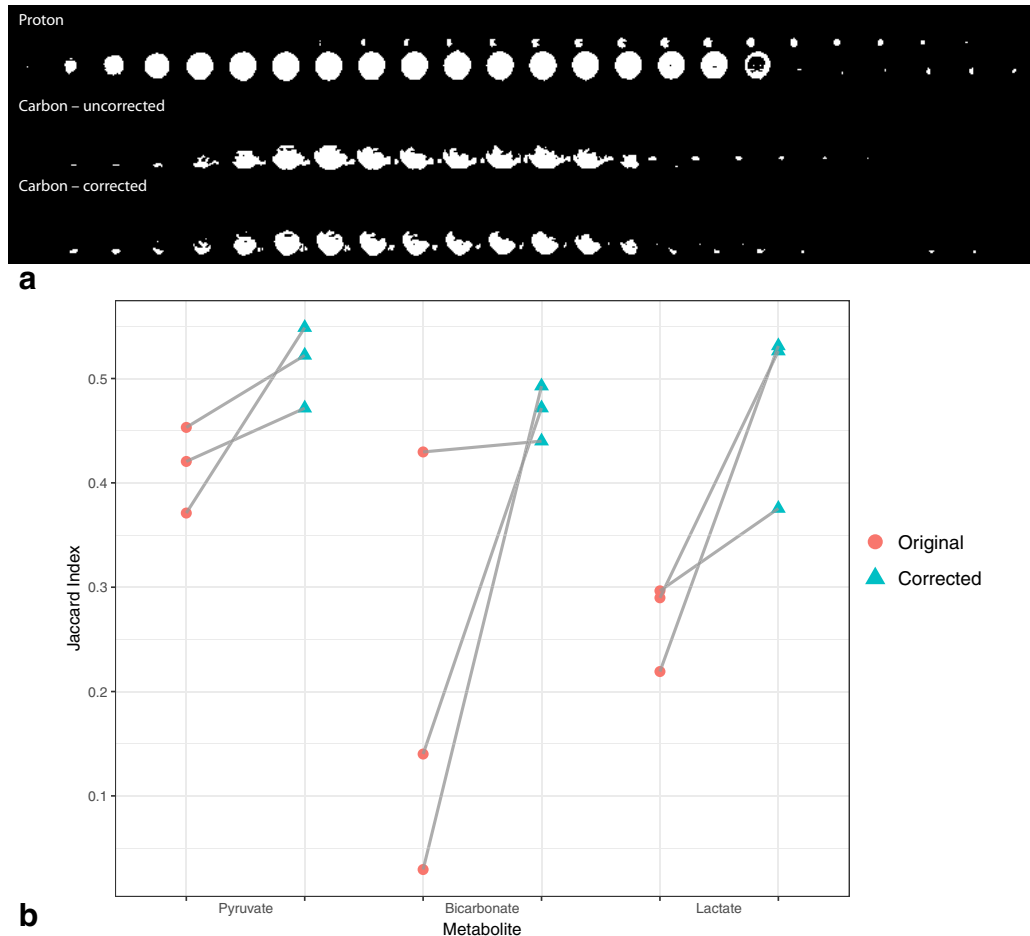 Proton
Carbon – uncorrected
Carbon – corrected
a
0.5
0.4
0.3
0.2
0.1
Jaccard Index
Original
Corrected
Pyruvate
Bicarbonate
Lactate
Metabolite
b